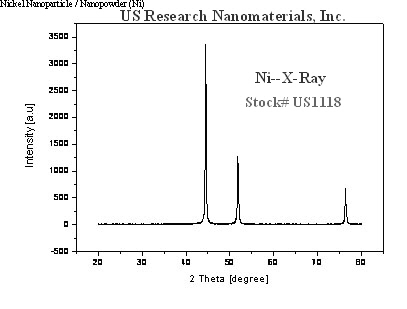 Nickel Nanoparticle / Nanopowder (Ni)
US Research Nanomaterials, Inc.
Ni--X-Ray
Stock# US1118
Intensity [a.u]
3500
3000
2500
2000
1500
1000
500
0
-500
20 30 40 50 60 70 80
2 Theta [degree]